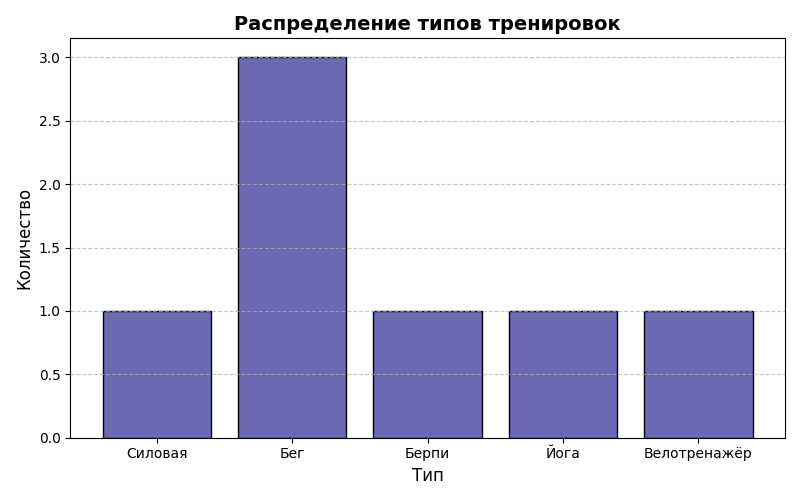 Распределение типов тренировок
Количество
3.0
2.5
2.0
1.5
1.0
0.5
0.0
Силовая Бег Берпи Йога Велотренажёр
Тип